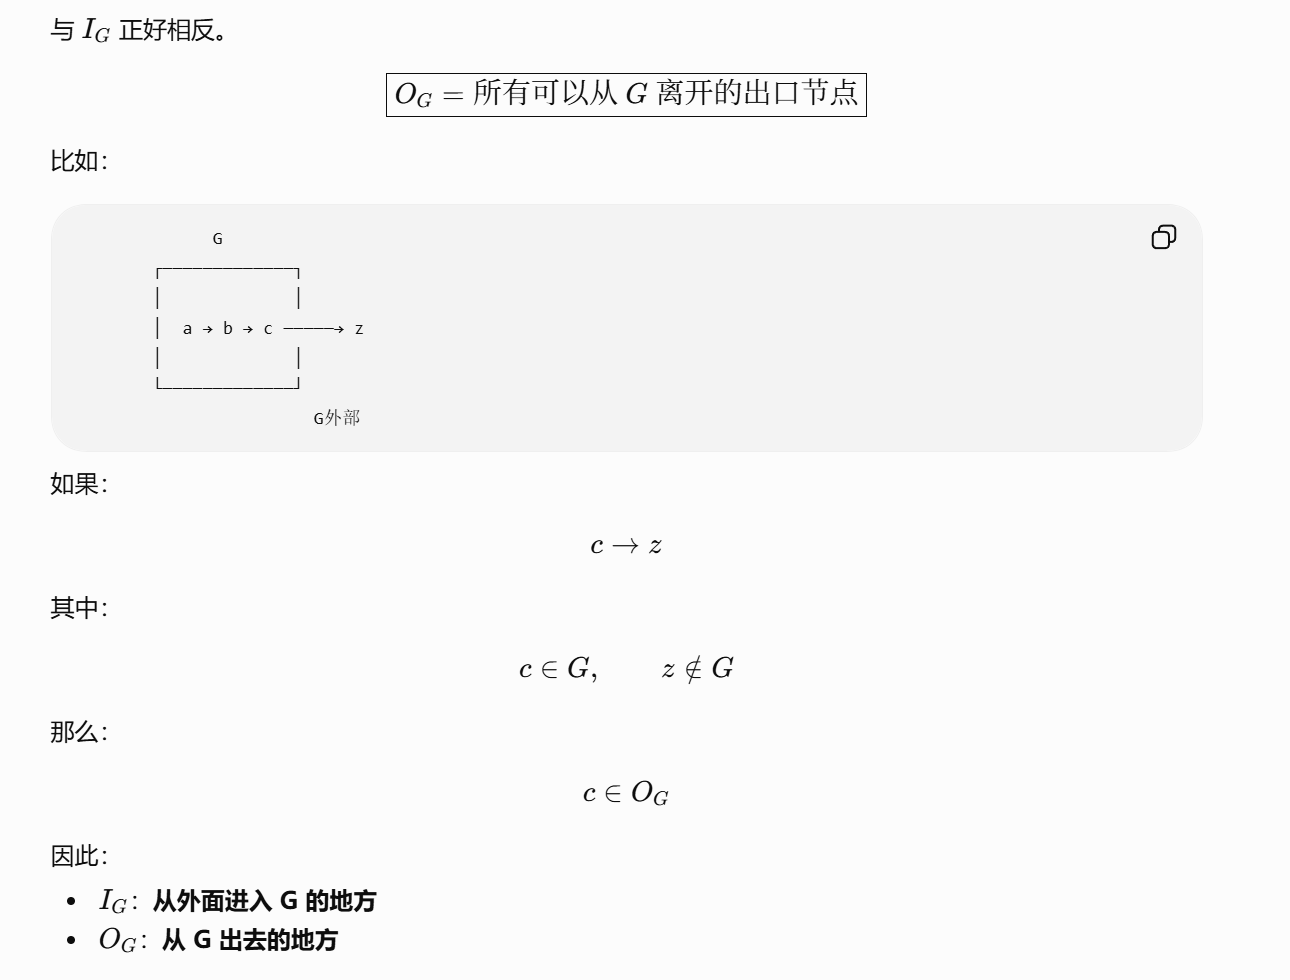 与 I_G 正好相反。
O_G = 所有可以从 G 离开的出口节点
比如：
G
a → b → c ─────→ z
G外部
如果：
c → z
其中：
c ∈ G, z ∉ G
那么：
c ∈ O_G
因此：
• I_G：从外面进入 G 的地方
• O_G：从 G 出去的地方